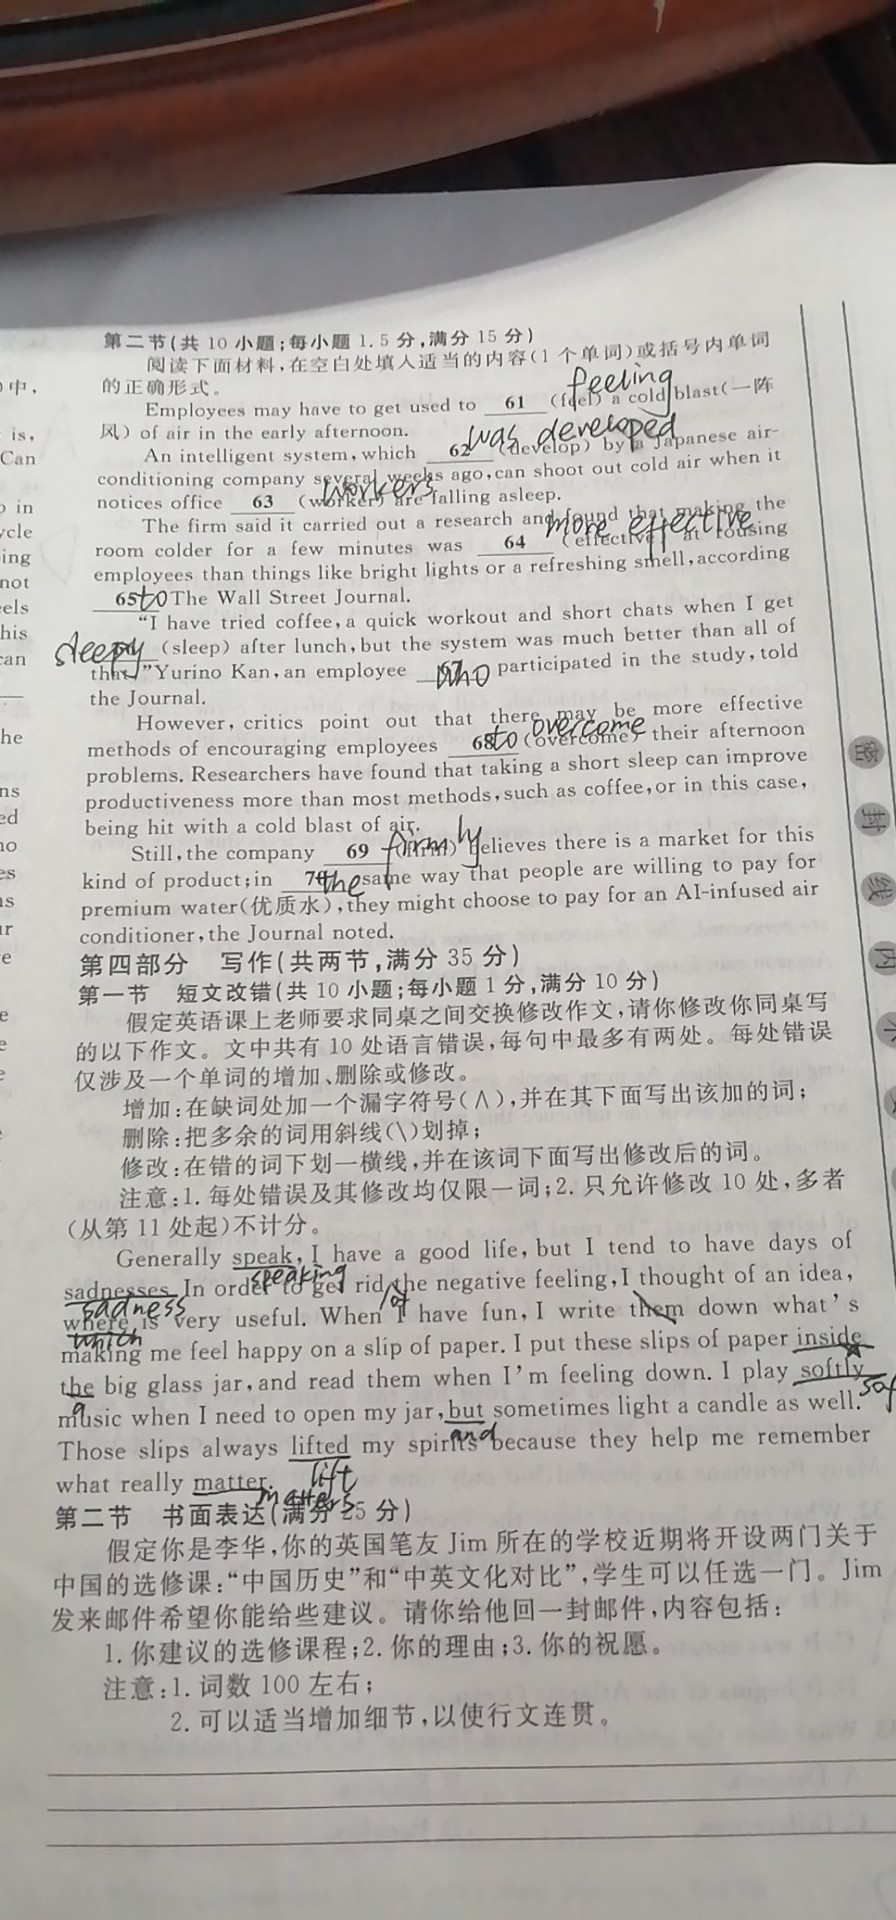 第二节(共 10 小题;每小题 1.5 分,满分 15 分)
阅读下面材料,在空白处填入适当的内容(1 个单词)或括号内单词
的正确形式。
feeling
Employees may have to get used to 61 (feel) a cold blast(一阵
风) of air in the early afternoon.
was developed
An intelligent system, which 62 (develop) by a Japanese air-
conditioning company several weeks ago, can shoot out cold air when it
workers
notices office 63 (worker) are falling asleep.
The firm said it carried out a research and found that making the
more effective
room colder for a few minutes was 64 (effective) at rousing
employees than things like bright lights or a refreshing smell, according
65 to The Wall Street Journal.
"I have tried coffee, a quick workout and short chats when I get
sleepy (sleep) after lunch, but the system was much better than all of
that," Yurino Kan, an employee 67 who participated in the study, told
the Journal.
However, critics point out that there may be more effective
methods of encouraging employees 68 to overcome (overcome) their afternoon
problems. Researchers have found that taking a short sleep can improve
productiveness more than most methods, such as coffee, or in this case,
being hit with a cold blast of air.
Still, the company 69 firmly (firm) believes there is a market for this
kind of product; in 70 the same way that people are willing to pay for
premium water(优质水), they might choose to pay for an AI-infused air
conditioner, the Journal noted.
第四部分 写作(共两节,满分 35 分)
第一节 短文改错(共 10 小题;每小题 1 分,满分 10 分)
假定英语课上老师要求同桌之间交换修改作文,请你修改你同桌写
的以下作文。文中共有 10 处语言错误,每句中最多有两处。每处错误
仅涉及一个单词的增加、删除或修改。
增加:在缺词处加一个漏字符号(∧),并在其下面写出该加的词;
删除:把多余的词用斜线(\)划掉;
修改:在错的词下划一横线,并在该词下面写出修改后的词。
注意:1. 每处错误及其修改均仅限一词;2. 只允许修改 10 处,多者
(从第 11 处起)不计分。
Generally speak, I have a good life, but I tend to have days of
speaking
sadnesses. In order to get rid the negative feeling, I thought of an idea,
sadness of
where is very useful. When I have fun, I write them down what's
which
making me feel happy on a slip of paper. I put these slips of paper inside
the big glass jar, and read them when I'm feeling down. I play softly
a
music when I need to open my jar, but sometimes light a candle as well.
and
Those slips always lifted my spirits because they help me remember
lift
what really matter.
matters
第二节 书面表达(满分 25 分)
假定你是李华,你的英国笔友 Jim 所在的学校近期将开设两门关于
中国的选修课:“中国历史”和“中英文化对比”,学生可以任选一门。Jim
发来邮件希望你能给些建议。请你给他回一封邮件,内容包括:
1. 你建议的选修课程;2. 你的理由;3. 你的祝愿。
注意:1. 词数 100 左右;
2. 可以适当增加细节,以使行文连贯。
密
封
线
内